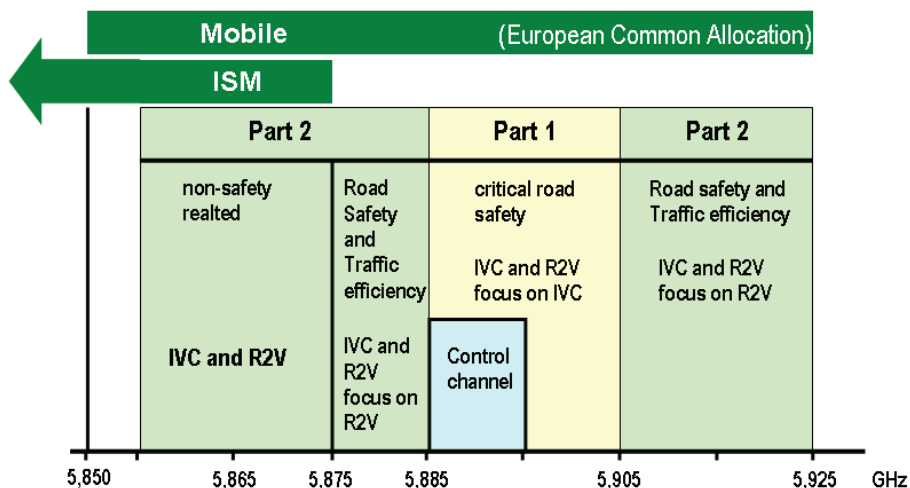 Mobile (European Common Allocation)
ISM
Part 2 Part 1 Part 2
non-safety
realted
IVC and R2V
Road
Safety
and
Traffic
efficiency
IVC and
R2V
focus on
R2V
critical road
safety
IVC and R2V
focus on IVC
Control
channel
Road safety and
Traffic efficiency
IVC and R2V
focus on R2V
5,850 5,865 5,875 5,885 5,905 5,925 GHz